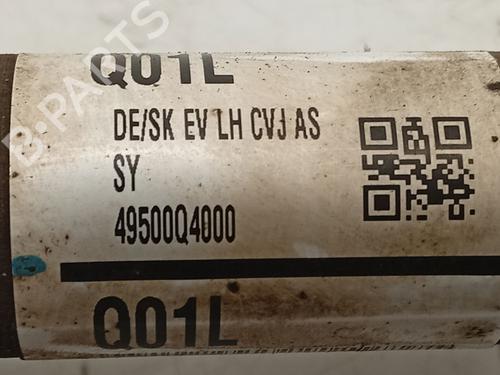 Q01L
DE/SK EV LH CVJ AS
SY
49500Q4000
Q01L
B-PARTS